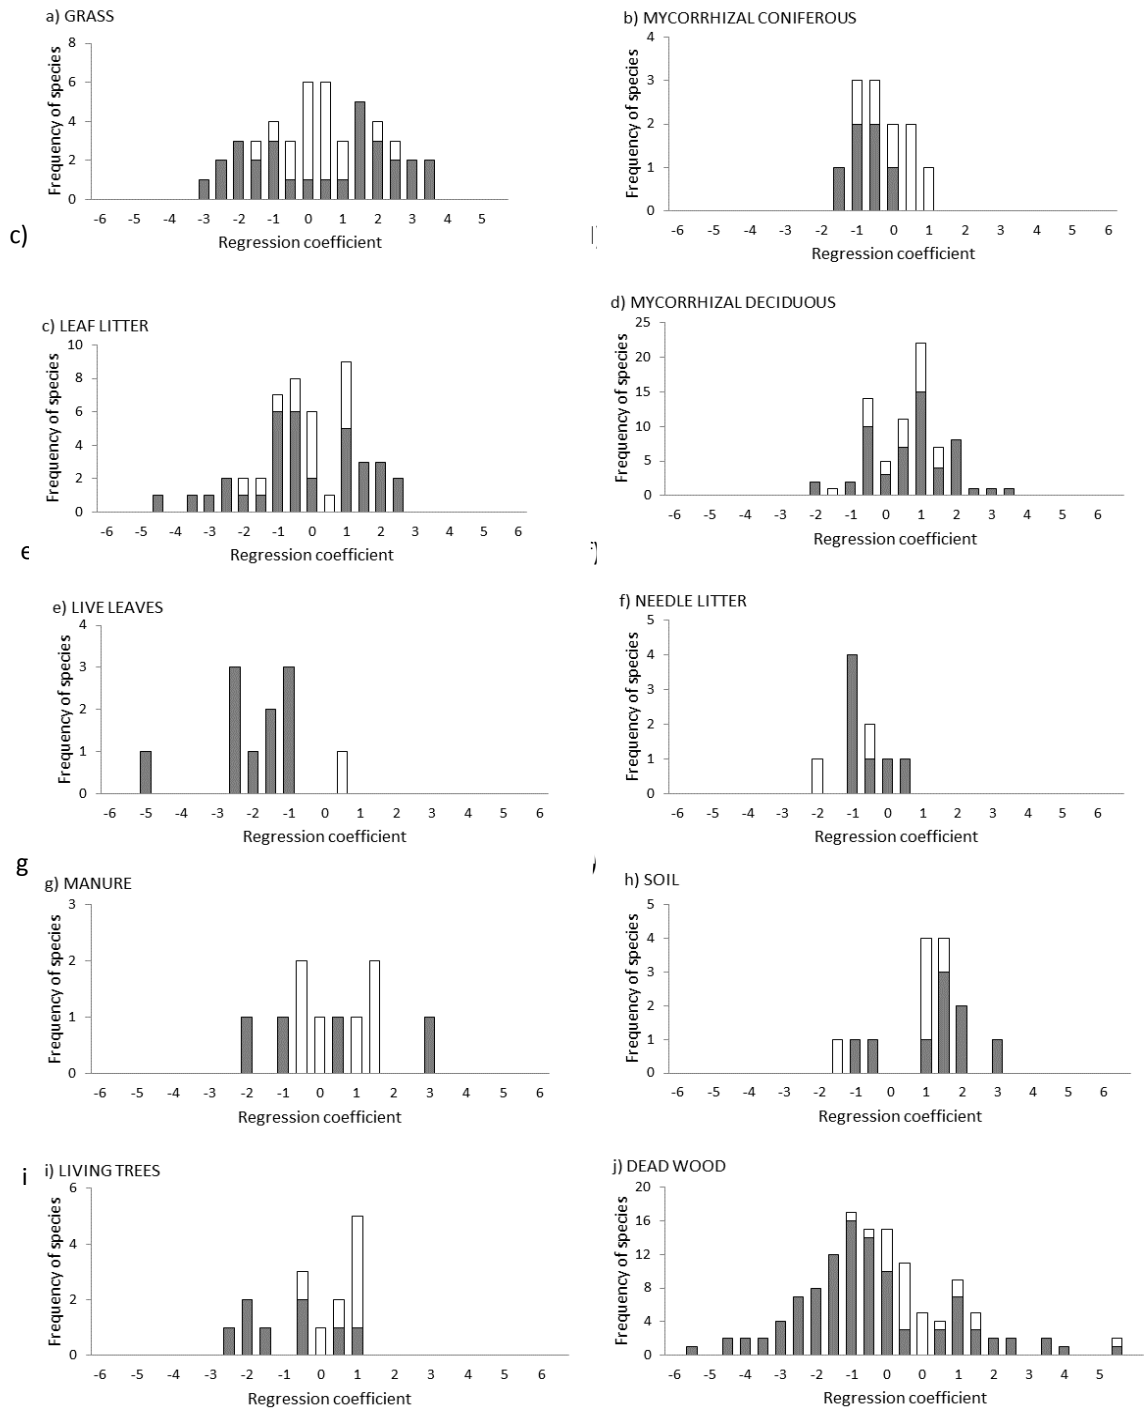 a) GRASS
Frequency of species
8
6
4
2
0
-6 -4 -3 -2 -1 0 1 2 3 4 5
Regression coefficient
b) MYCORRHIZAL CONIFEROUS
Frequency of species
4
3
2
1
0
-6 -5 -4 -2 -1 0 1 2 3 4 5 6
Regression coefficient
c)
c) LEAF LITTER
Frequency of species
10
8
6
4
2
0
-6 -5 -4 -3 -2 -1 0 1 2 3 4 5 6
Regression coefficient
d) MYCORRHIZAL DECIDUOUS
Frequency of species
25
20
15
10
5
0
-6 -5 -4 -3 -2 -1 0 1 2 3 4 5 6
Regression coefficient
e) LIVE LEAVES
Frequency of species
4
3
2
1
0
-6 -5 -4 -3 -2 -1 0 1 2 3 4 5 6
Regression coefficient
f) NEEDLE LITTER
Frequency of species
5
4
3
2
1
0
-6 -5 -4 -2 -1 0 1 2 3 4 5 6
Regression coefficient
g
g) MANURE
Frequency of species
3
2
1
0
-6 -5 -4 -3 -2 -1 0 1 2 3 4 5 6
Regression coefficient
h) SOIL
Frequency of species
5
4
3
2
1
0
-6 -5 -4 -3 -2 -1 0 1 2 3 4 5 6
Regression coefficient
i
i) LIVING TREES
Frequency of species
6
4
2
0
-6 -5 -4 -3 -2 -1 0 1 2 3 4 5 6
Regression coefficient
j) DEAD WOOD
Frequency of species
20
16
12
8
4
0
-6 -5 -4 -3 -2 -1 0 0 1 2 3 4 5
Regression coefficient